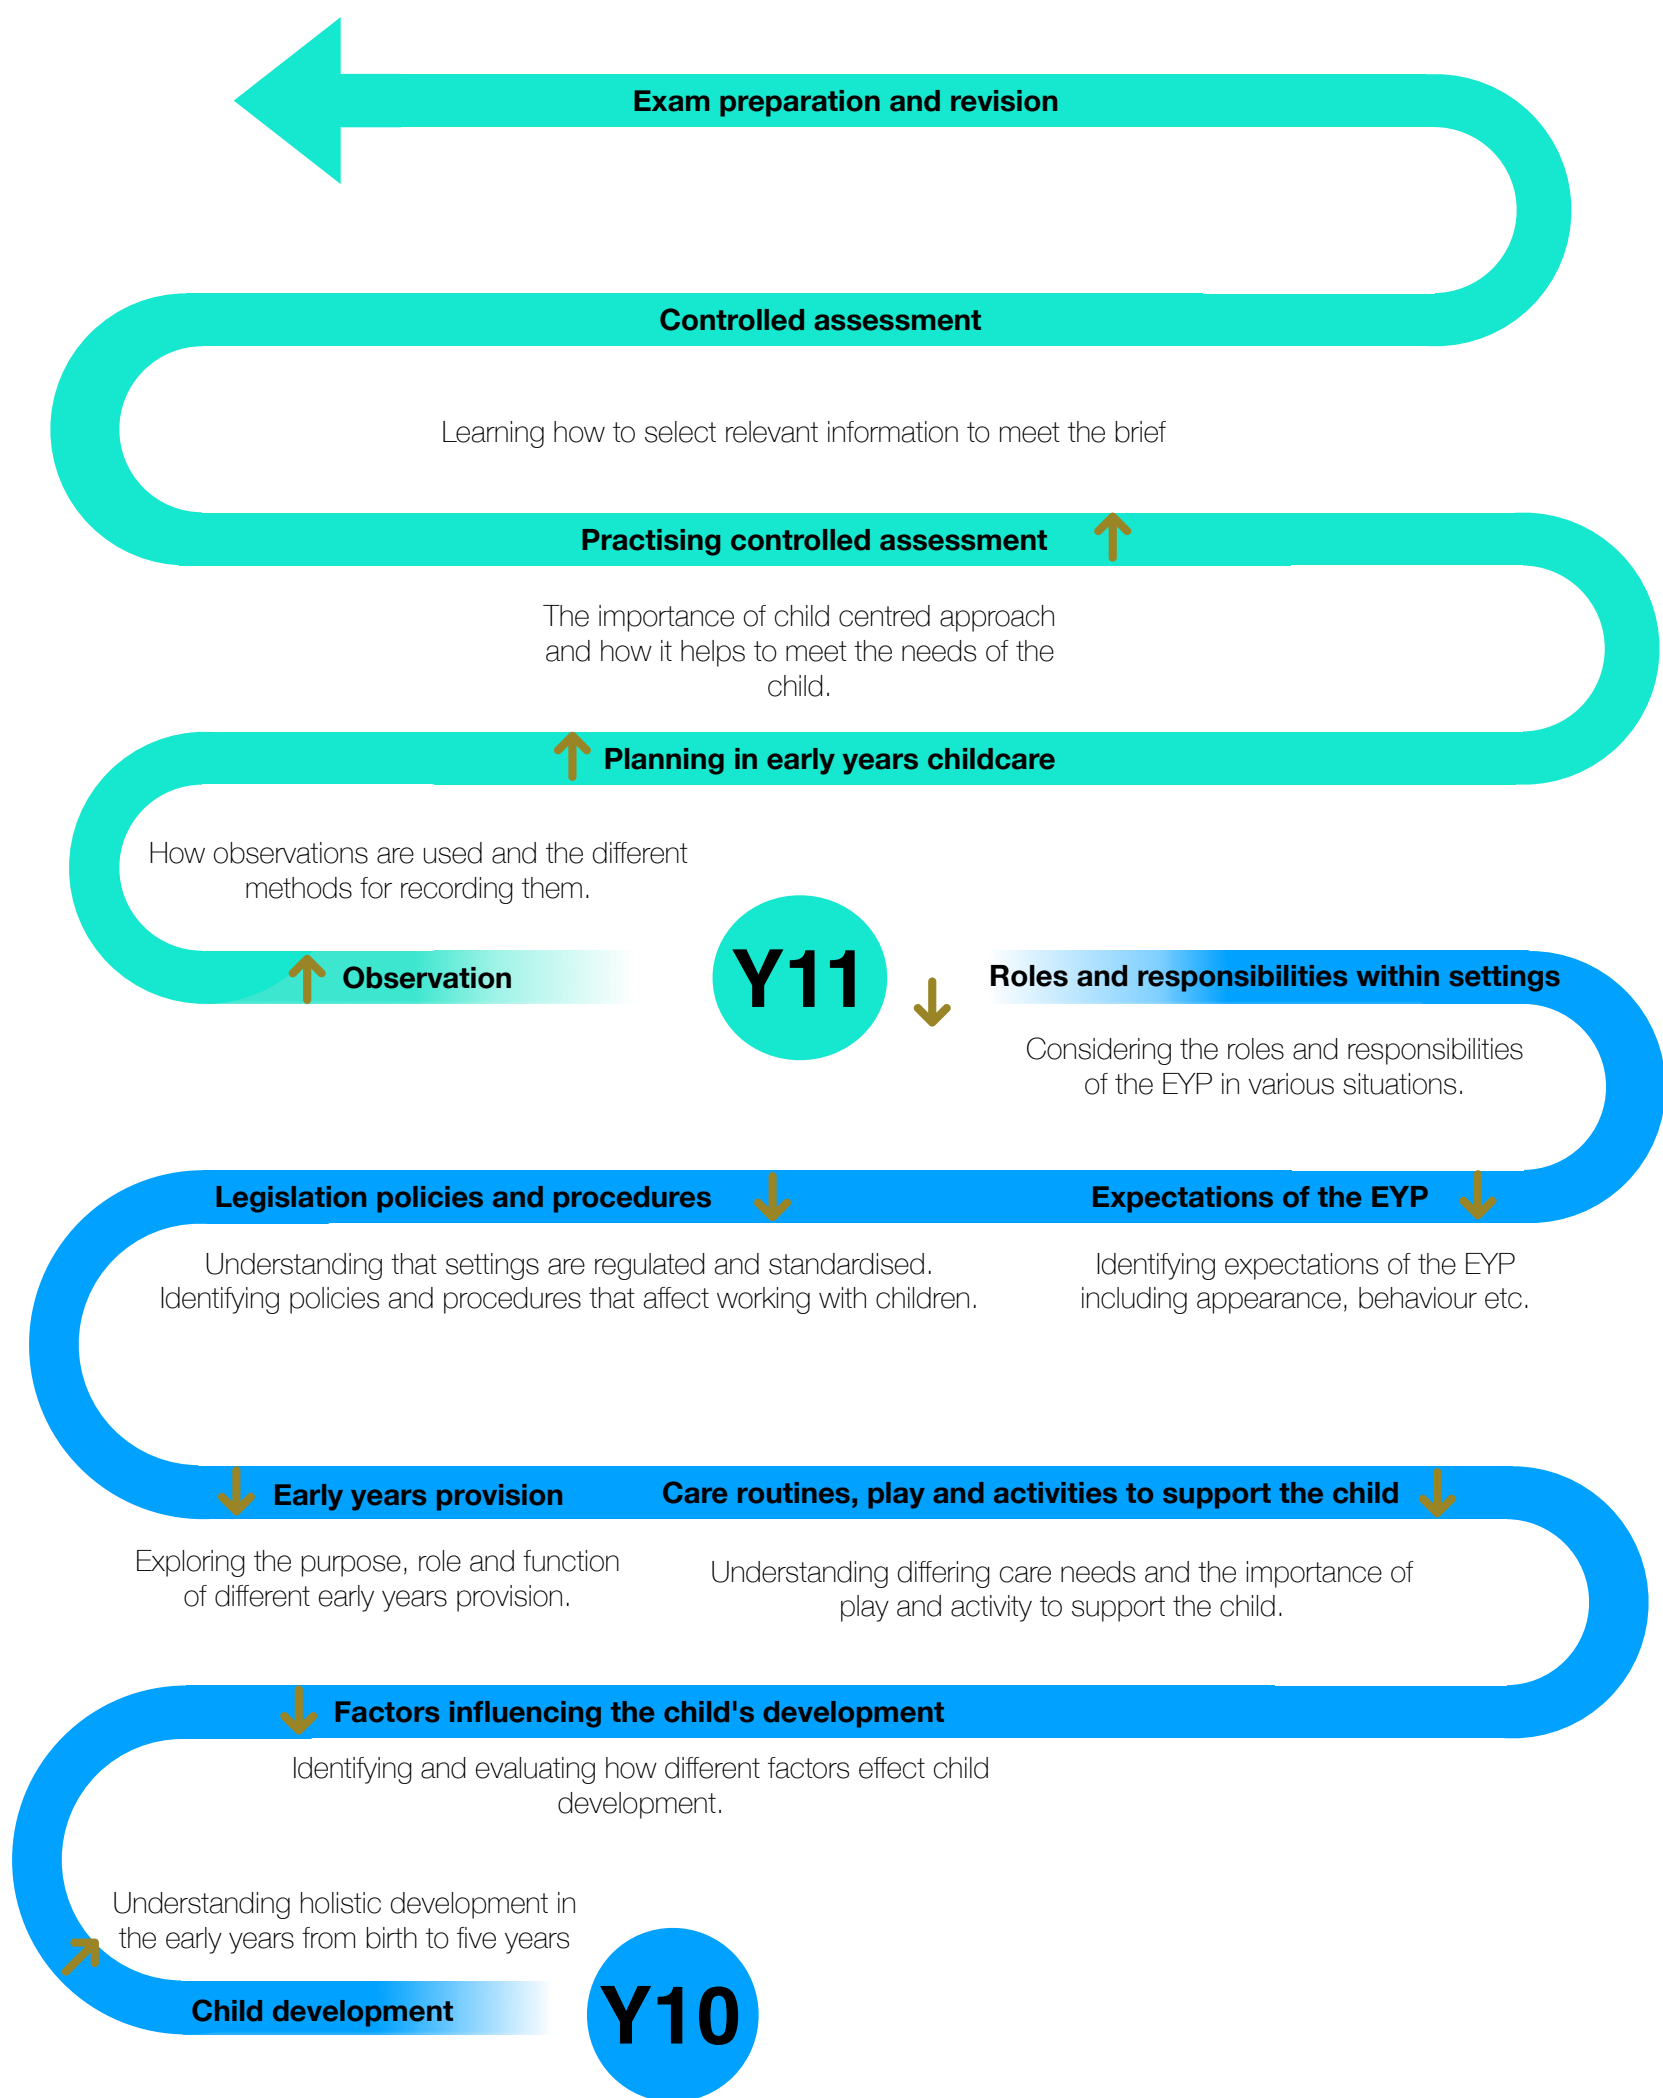 Exam preparation and revision
Controlled assessment
Learning how to select relevant information to meet the brief
Practising controlled assessment
The importance of child centred approach
and how it helps to meet the needs of the
child.
Planning in early years childcare
How observations are used and the different
methods for recording them.
Observation
Y11
Roles and responsibilities within settings
Considering the roles and responsibilities
of the EYP in various situations.
Legislation policies and procedures
Expectations of the EYP
Understanding that settings are regulated and standardised.
Identifying policies and procedures that affect working with children.
Identifying expectations of the EYP
including appearance, behaviour etc.
Early years provision
Care routines, play and activities to support the child
Exploring the purpose, role and function
of different early years provision.
Understanding differing care needs and the importance of
play and activity to support the child.
Factors influencing the child's development
Identifying and evaluating how different factors effect child
development.
Understanding holistic development in
the early years from birth to five years
Child development
Y10